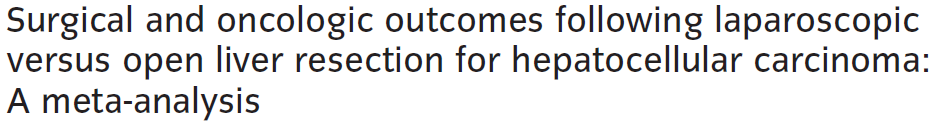 Surgical and oncologic outcomes following laparoscopic
versus open liver resection for hepatocellular carcinoma:
A meta-analysis